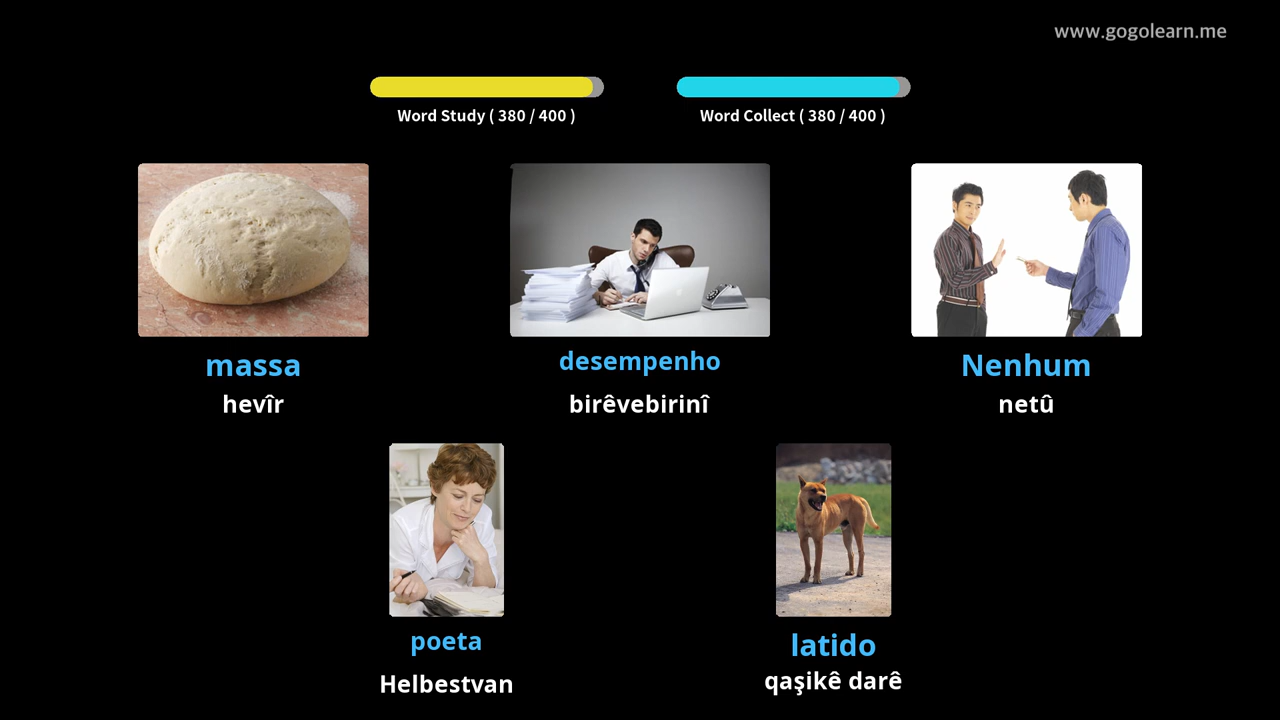 www.gogolearn.me
Word Study ( 380 / 400 )
Word Collect ( 380 / 400 )
massa
desempenho
Nenhum
hevîr
birêvebirinî
netû
poeta
latido
Helbestvan
qaşikê darê